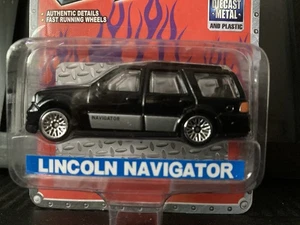 AUTHENTIC DETAILS
FAST RUNNING WHEELS
DIECAST
METAL
AND PLASTIC
NAVIGATOR
LINCOLN NAVIGATOR